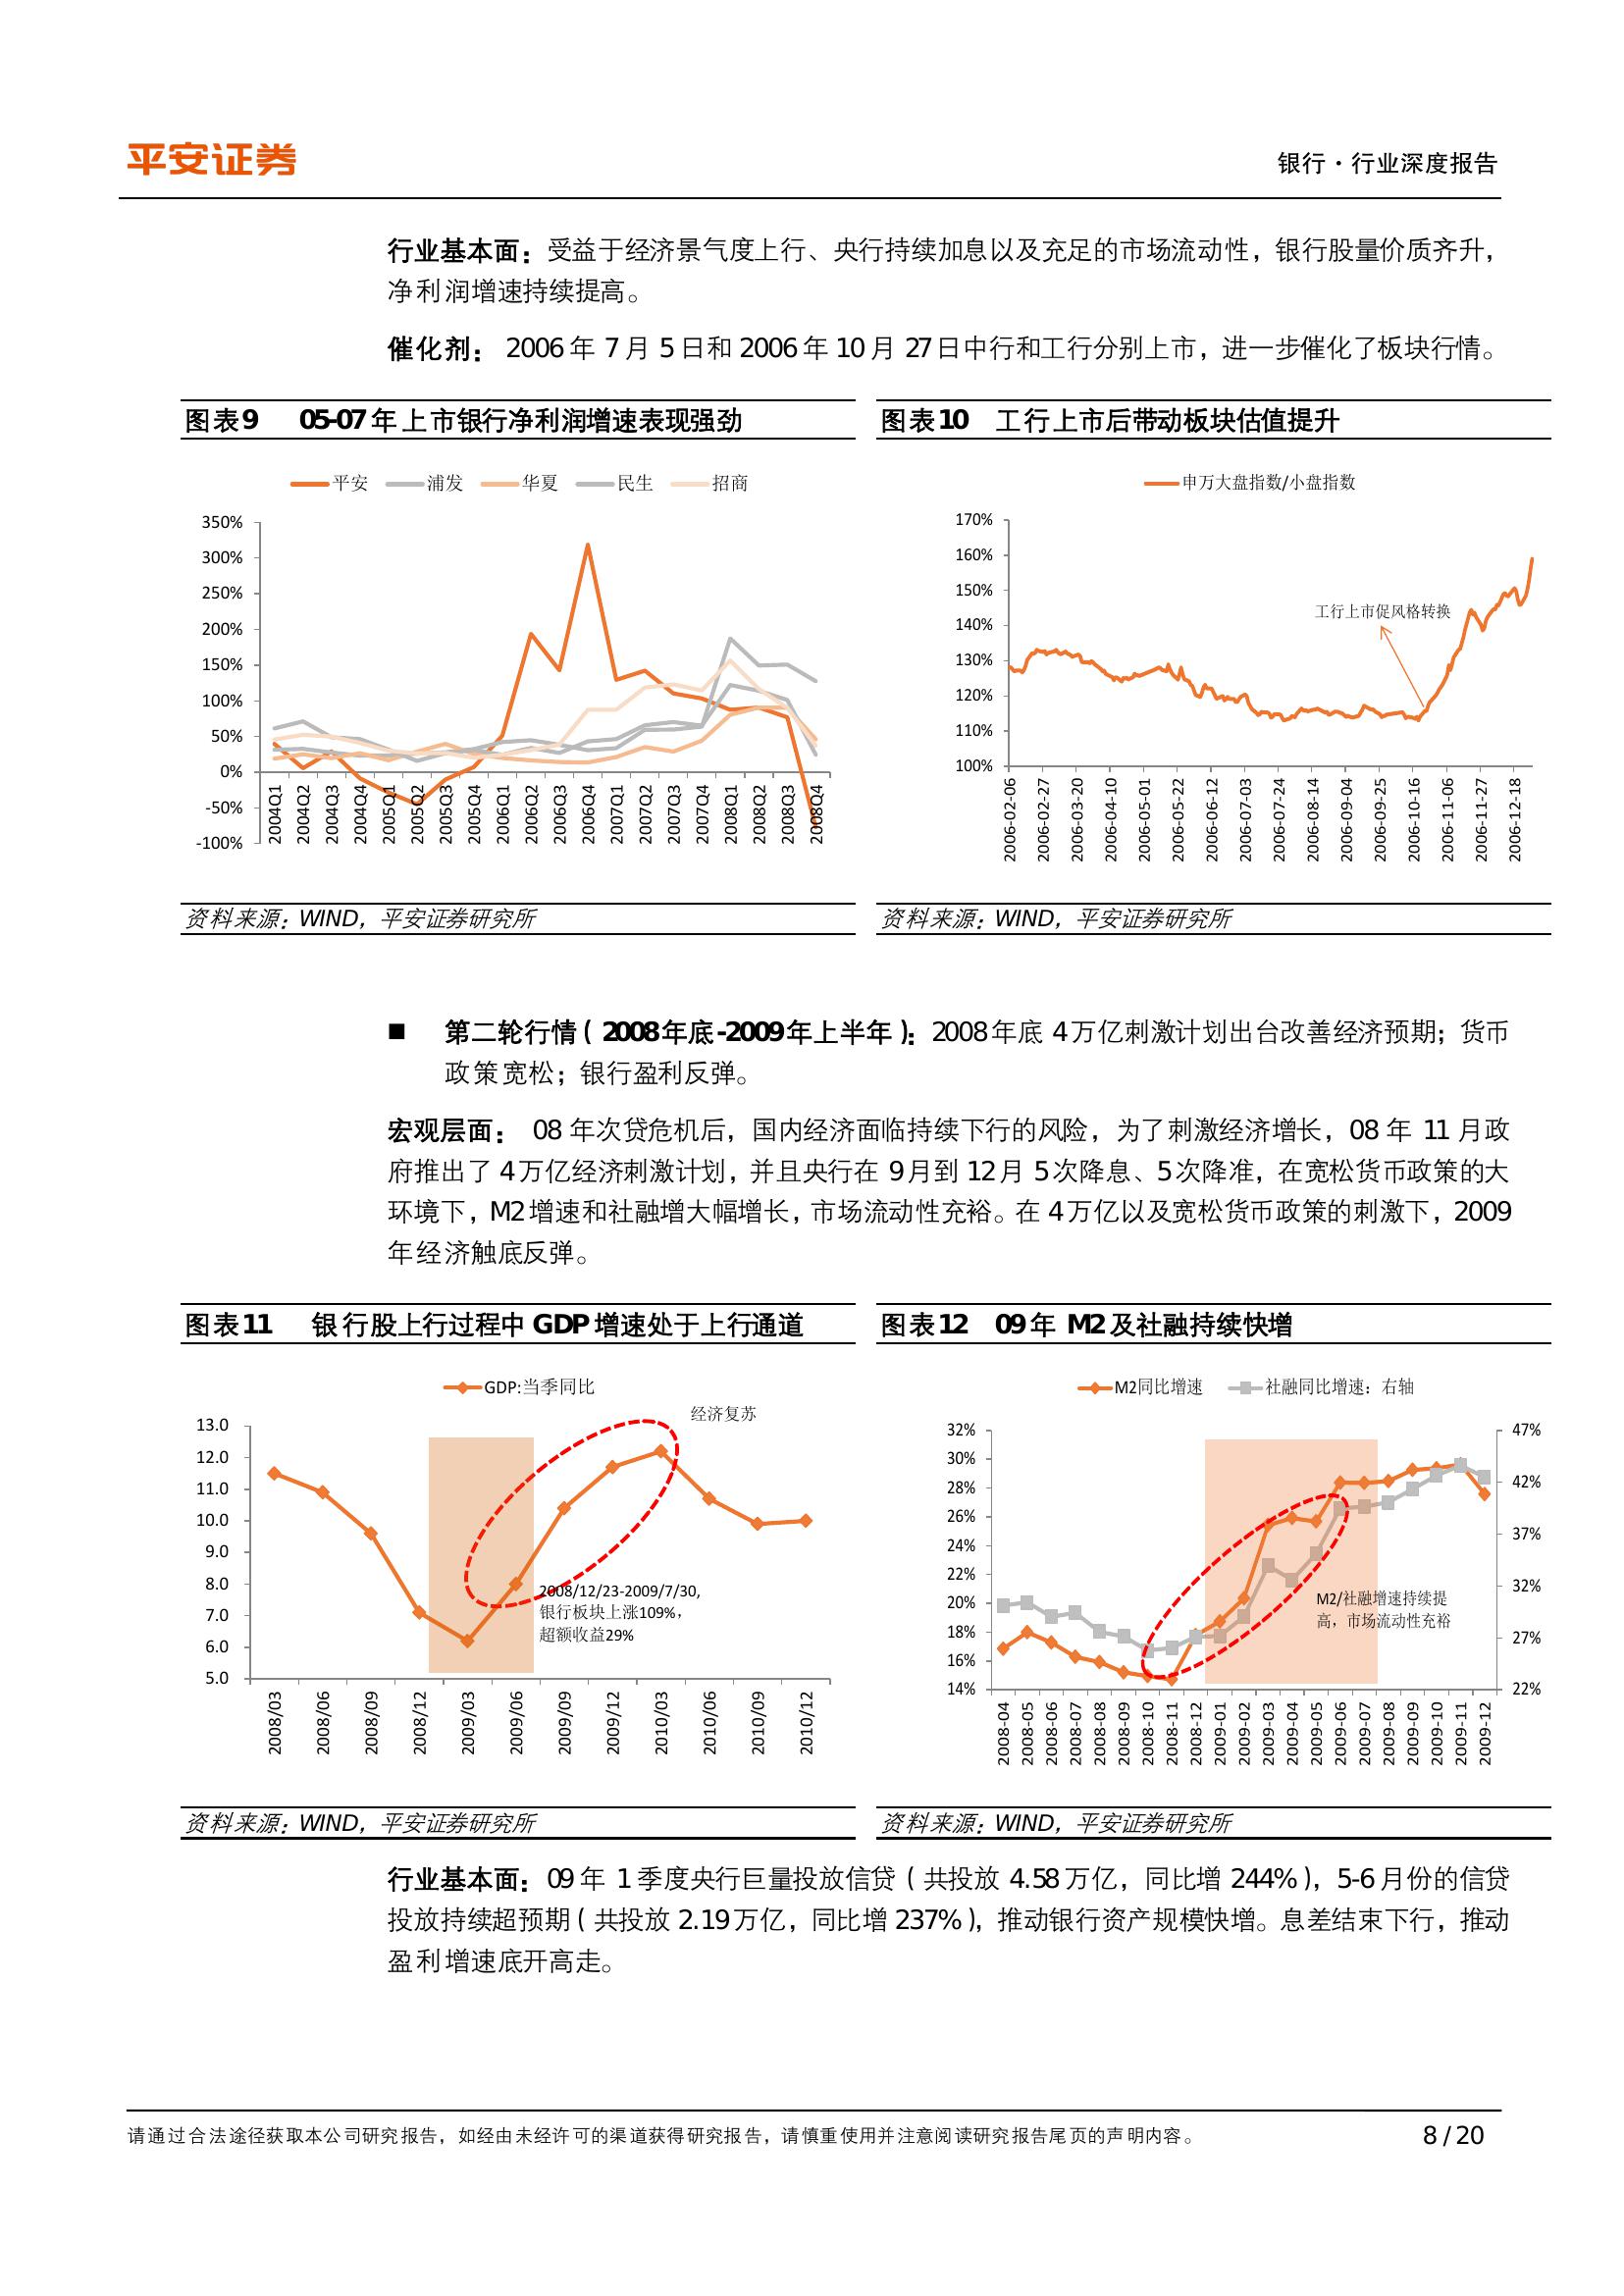 平安证券
银行·行业深度报告
行业基本面：受益于经济景气度上行、央行持续加息以及充足的市场流动性，银行股量价质齐升，
净利润增速持续提高。
催化剂： 2006 年 7 月 5 日和 2006 年 10 月 27 日中行和工行分别上市，进一步催化了板块行情。
图表9 05-07 年上市银行净利润增速表现强劲
平安 浦发 华夏 民生 招商
350%
300%
250%
200%
150%
100%
50%
0%
-50%
-100%
2004Q1 2004Q2 2004Q3 2004Q4 2005Q1 2005Q2 2005Q3 2005Q4 2006Q1 2006Q2 2006Q3 2006Q4 2007Q1 2007Q2 2007Q3 2007Q4 2008Q1 2008Q2 2008Q3 2008Q4
资料来源：WIND，平安证券研究所
图表10 工行上市后带动板块估值提升
申万大盘指数/小盘指数
170%
160%
150%
140%
130%
120%
110%
100%
工行上市促风格转换
2006-02-06 2006-02-27 2006-03-20 2006-04-10 2006-05-01 2006-05-22 2006-06-12 2006-07-03 2006-07-24 2006-08-14 2006-09-04 2006-09-25 2006-10-16 2006-11-06 2006-11-27 2006-12-18
资料来源：WIND，平安证券研究所
■ 第二轮行情（2008年底-2009年上半年）：2008年底 4万亿刺激计划出台改善经济预期；货币
政策宽松；银行盈利反弹。
宏观层面： 08 年次贷危机后，国内经济面临持续下行的风险，为了刺激经济增长，08 年 11 月政
府推出了 4万亿经济刺激计划，并且央行在 9月到 12月 5次降息、5次降准，在宽松货币政策的大
环境下，M2增速和社融增大幅增长，市场流动性充裕。在 4万亿以及宽松货币政策的刺激下，2009
年经济触底反弹。
图表11 银行股上行过程中 GDP 增速处于上行通道
GDP:当季同比
经济复苏
13.0
12.0
11.0
10.0
9.0
8.0
7.0
6.0
5.0
2008/12/23-2009/7/30,
银行板块上涨109%，
超额收益29%
2008/03 2008/06 2008/09 2008/12 2009/03 2009/06 2009/09 2009/12 2010/03 2010/06 2010/09 2010/12
资料来源：WIND，平安证券研究所
图表12 09年 M2及社融持续快增
M2同比增速 社融同比增速：右轴
32%
30%
28%
26%
24%
22%
20%
18%
16%
14%
47%
42%
37%
32%
27%
22%
M2/社融增速持续提
高，市场流动性充裕
2008-04 2008-05 2008-06 2008-07 2008-08 2008-09 2008-10 2008-11 2008-12 2009-01 2009-02 2009-03 2009-04 2009-05 2009-06 2009-07 2009-08 2009-09 2009-10 2009-11 2009-12
资料来源：WIND，平安证券研究所
行业基本面：09 年 1 季度央行巨量投放信贷（共投放 4.58 万亿，同比增 244%），5-6 月份的信贷
投放持续超预期（共投放 2.19万亿，同比增 237%），推动银行资产规模快增。息差结束下行，推动
盈利增速底开高走。
请通过合法途径获取本公司研究报告，如经由未经许可的渠道获得研究报告，请慎重使用并注意阅读研究报告尾页的声明内容。
8 / 20